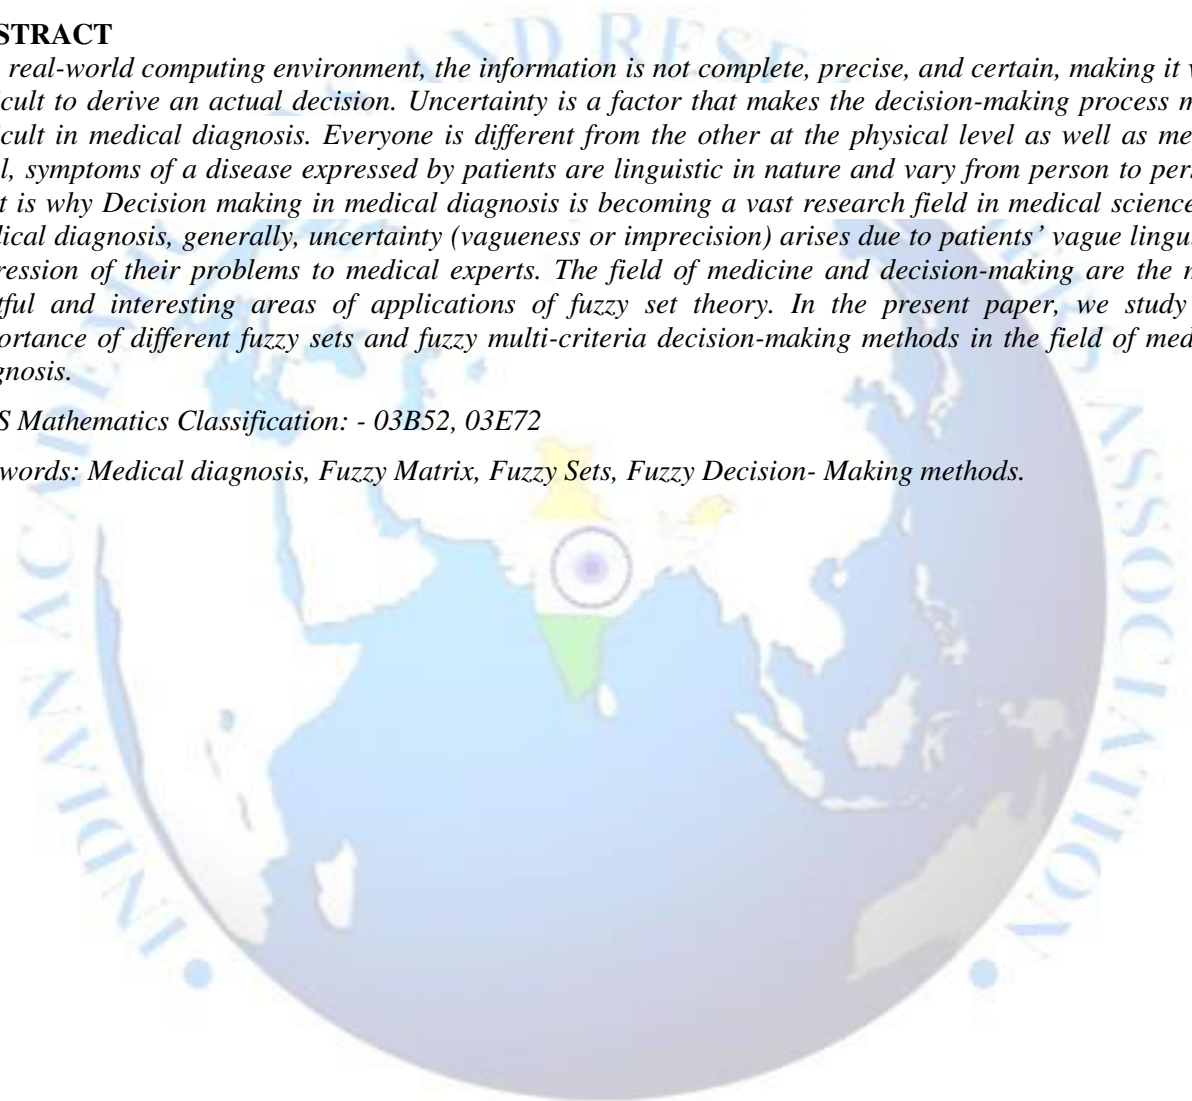 STRACT
real-world computing environment, the information is not complete, precise, and certain, making it v
icult to derive an actual decision. Uncertainty is a factor that makes the decision-making process m
icult in medical diagnosis. Everyone is different from the other at the physical level as well as me
l, symptoms of a disease expressed by patients are linguistic in nature and vary from person to pers
t is why Decision making in medical diagnosis is becoming a vast research field in medical science
dical diagnosis, generally, uncertainty (vagueness or imprecision) arises due to patients’ vague lingu
ression of their problems to medical experts. The field of medicine and decision-making are the m
tful and interesting areas of applications of fuzzy set theory. In the present paper, we study
ortance of different fuzzy sets and fuzzy multi-criteria decision-making methods in the field of med
gnosis.
S Mathematics Classification: - 03B52, 03E72
words: Medical diagnosis, Fuzzy Matrix, Fuzzy Sets, Fuzzy Decision- Making methods.
INDIAN ACADEMI
AND RESE
ERS ASSOCIATION